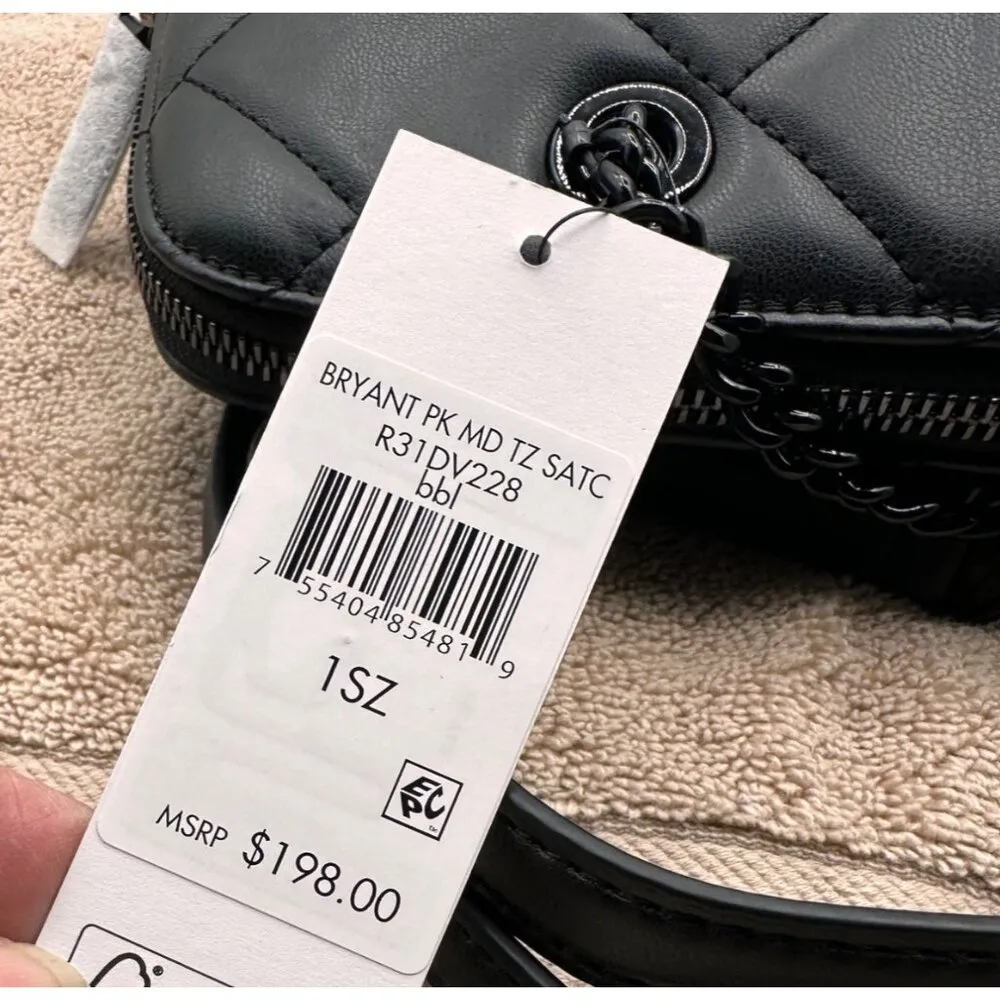 BRYANT PK MD TZ SATC
R31DV228
bbl
7 55404 85481 9
1SZ
EPC
MSRP $198.00